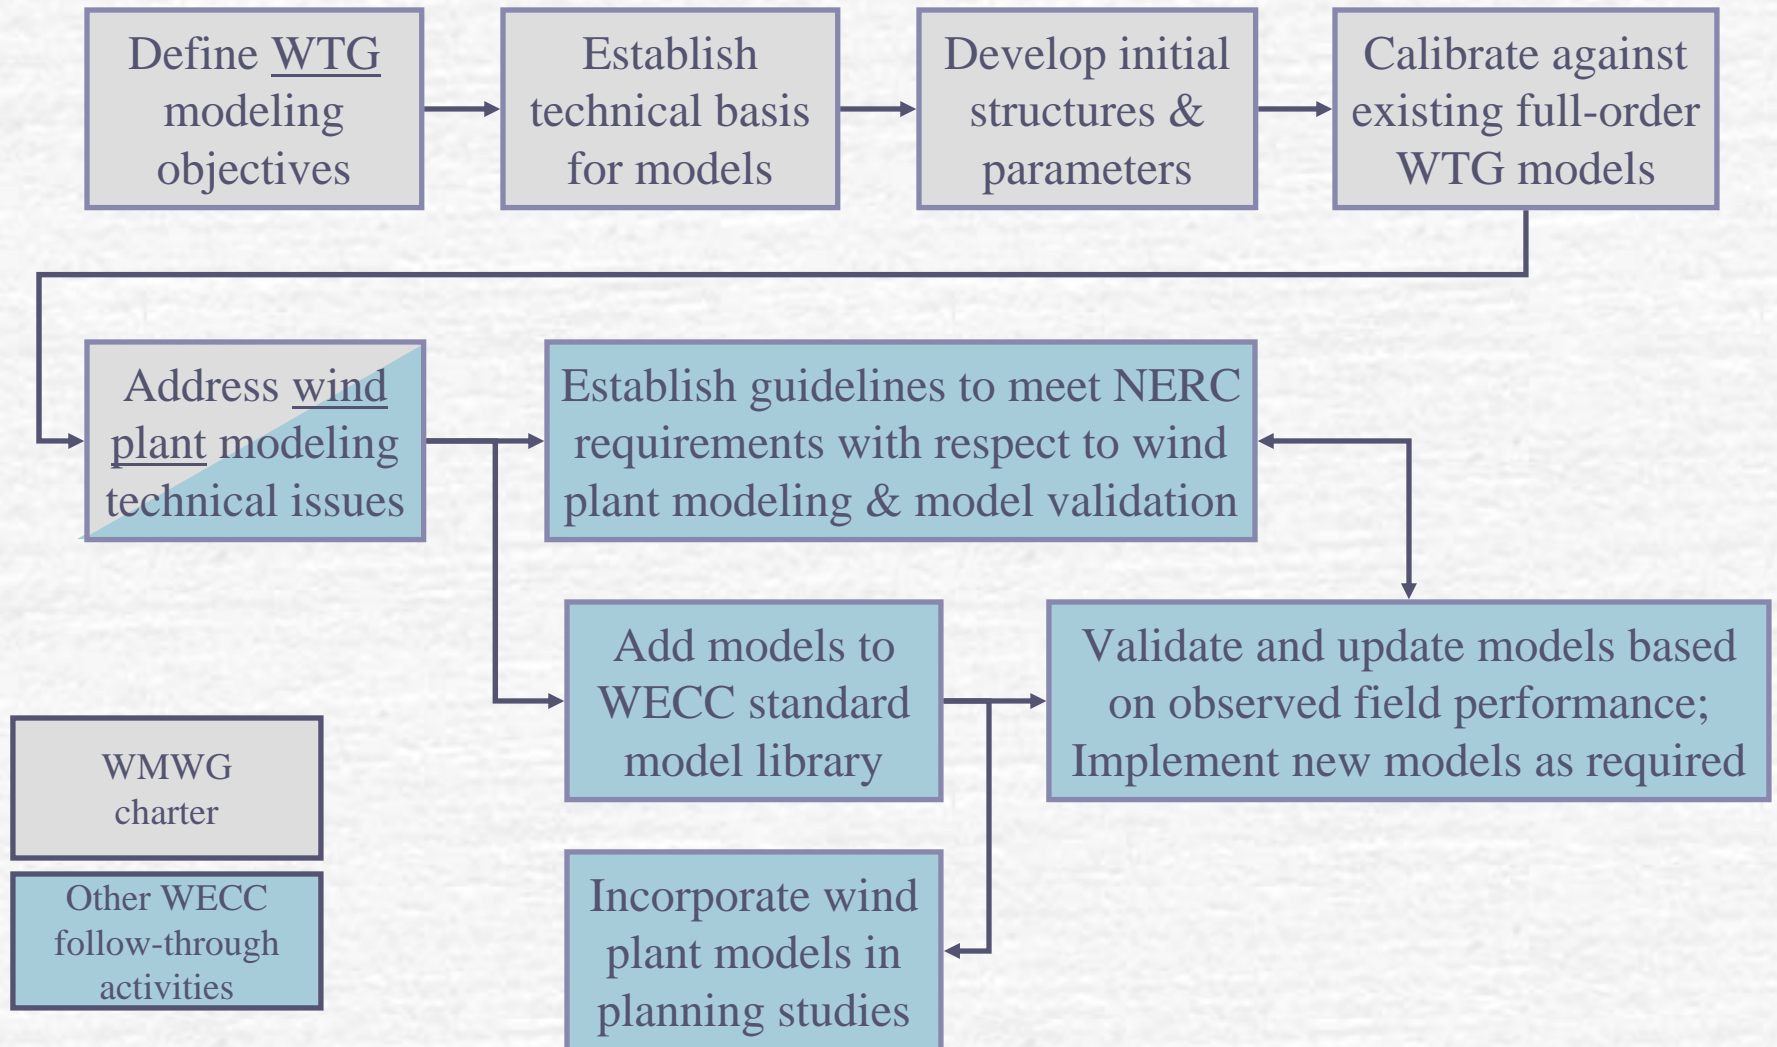 Define WTG
modeling
objectives
Establish
technical basis
for models
Develop initial
structures &
parameters
Calibrate against
existing full-order
WTG models
Address wind
plant modeling
technical issues
Establish guidelines to meet NERC
requirements with respect to wind
plant modeling & model validation
Add models to
WECC standard
model library
Validate and update models based
on observed field performance;
Implement new models as required
WMWG
charter
Other WECC
follow-through
activities
Incorporate wind
plant models in
planning studies